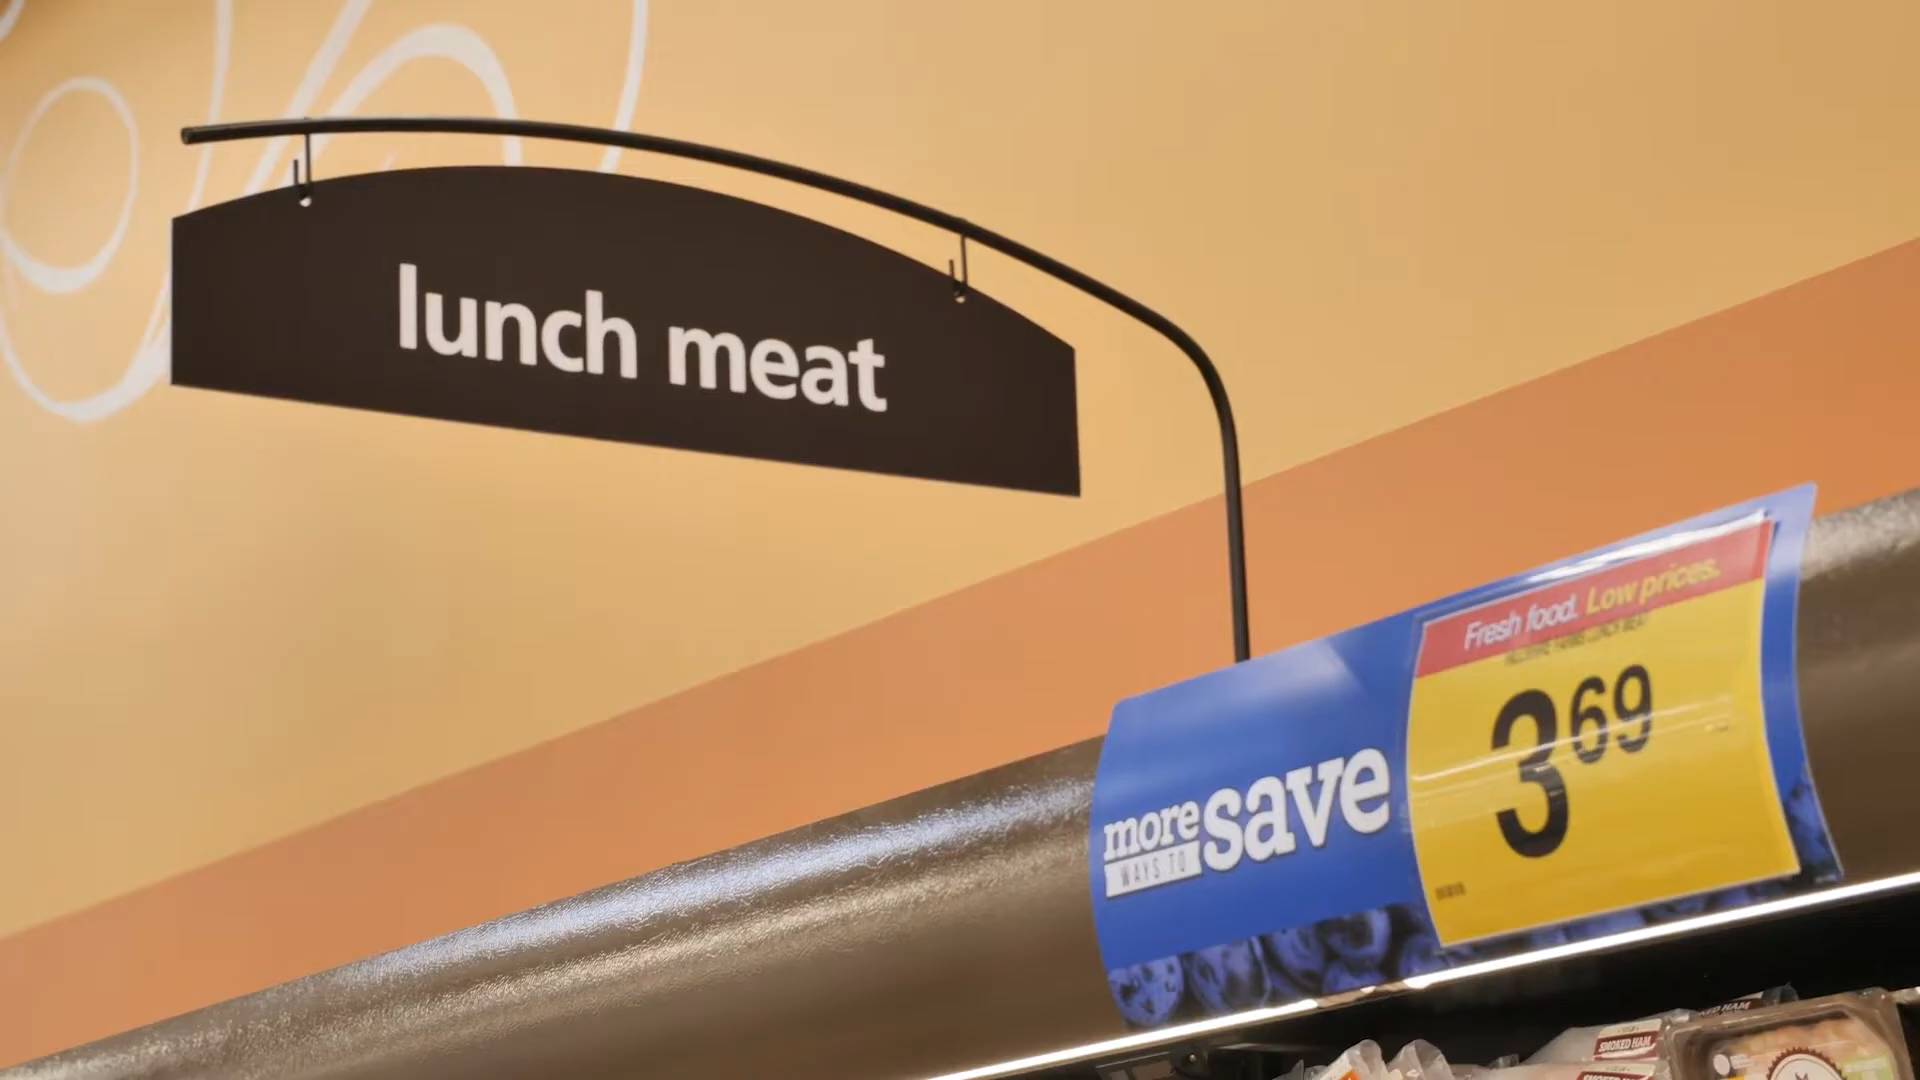 lunch meat
Fresh food. Low prices.
3 69
more
WAYS TO
save
SMOKED HAM